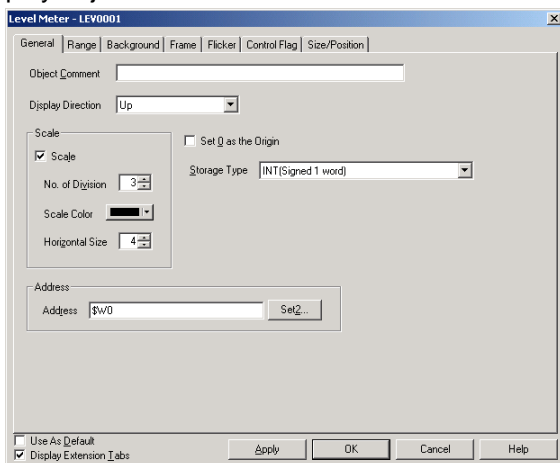 Level Meter - LEV0001
General Range Background Frame Flicker Control Flag Size/Position
Object Comment
Display Direction Up
Scale
Set 0 as the Origin
Scale
Storage Type INT(Signed 1 word)
No. of Division 3
Scale Color
Horizontal Size 4
Address
Address $W0 Set2...
Use As Default
Display Extension Tabs
Apply OK Cancel Help